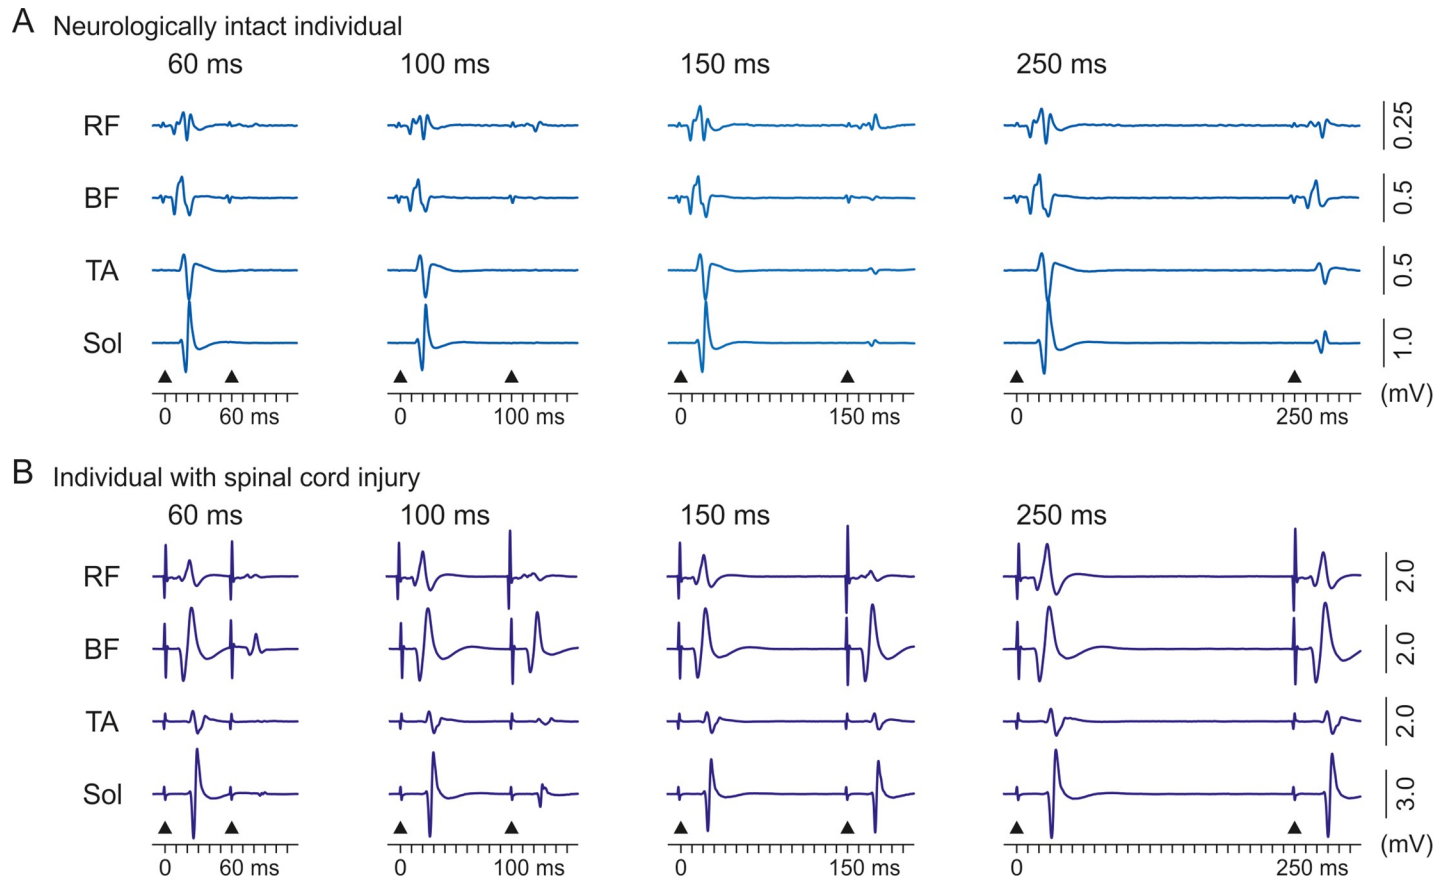 A Neurologically intact individual
60 ms 100 ms 150 ms 250 ms
RF 0.25
BF 0.5
TA 0.5
Sol 1.0
(mV)
0 60 ms 0 100 ms 0 150 ms 0 250 ms
B Individual with spinal cord injury
60 ms 100 ms 150 ms 250 ms
RF 2.0
BF 2.0
TA 2.0
Sol 3.0
(mV)
0 60 ms 0 100 ms 0 150 ms 0 250 ms